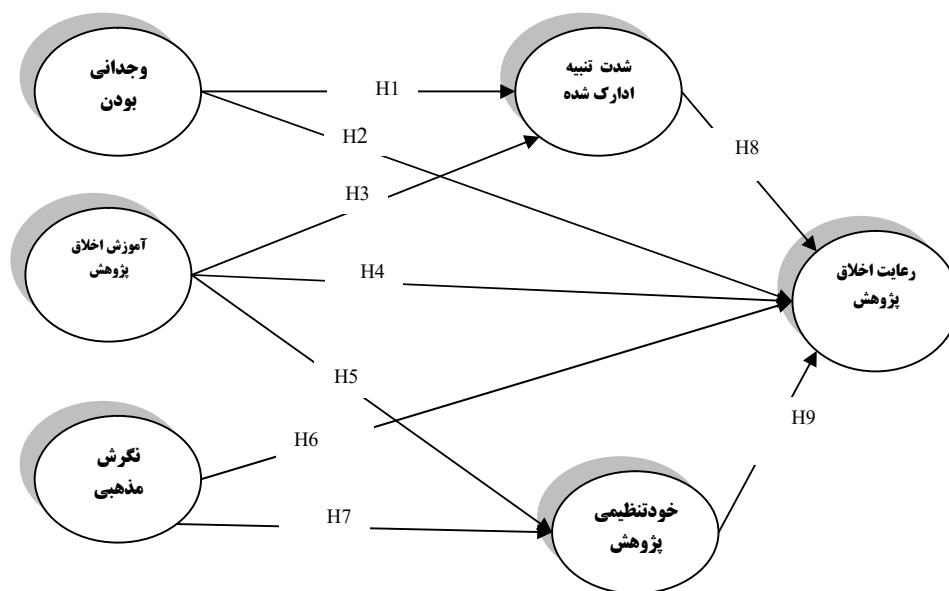 وجدانی
بودن
شدت تنبیه
ادارک شده
H1
H2
H8
H3
آموزش اخلاق
پژوهش
H4
رعایت اخلاق
پژوهش
H5
H9
نگرش
مذهبی
H6
H7
خودتنظیمی
پژوهش